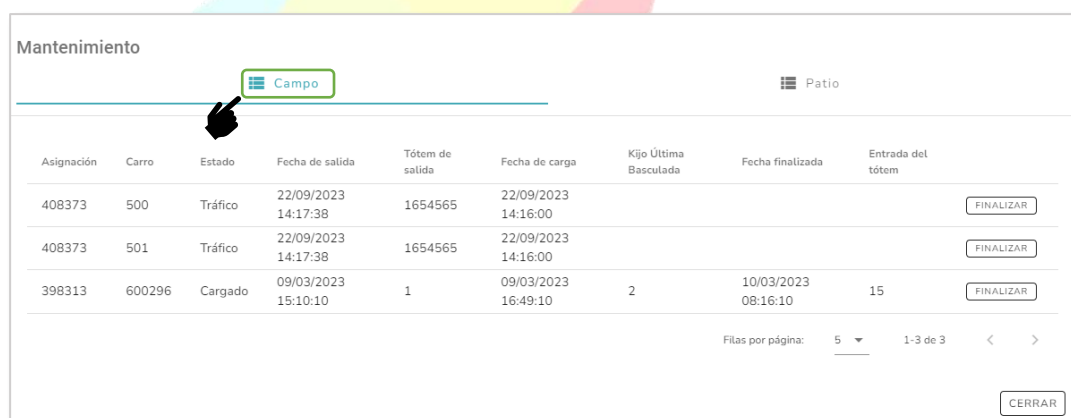 Mantenimiento
Campo
Patio
Asignación Carro Estado Fecha de salida Tótem de salida Fecha de carga Kijo Última Basculada Fecha finalizada Entrada del tótem
408373 500 Tráfico 22/09/2023 14:17:38 1654565 22/09/2023 14:16:00 FINALIZAR
408373 501 Tráfico 22/09/2023 14:17:38 1654565 22/09/2023 14:16:00 FINALIZAR
398313 600296 Cargado 09/03/2023 15:10:10 1 09/03/2023 16:49:10 2 10/03/2023 08:16:10 15 FINALIZAR
Filas por página: 5 1-3 de 3
CERRAR